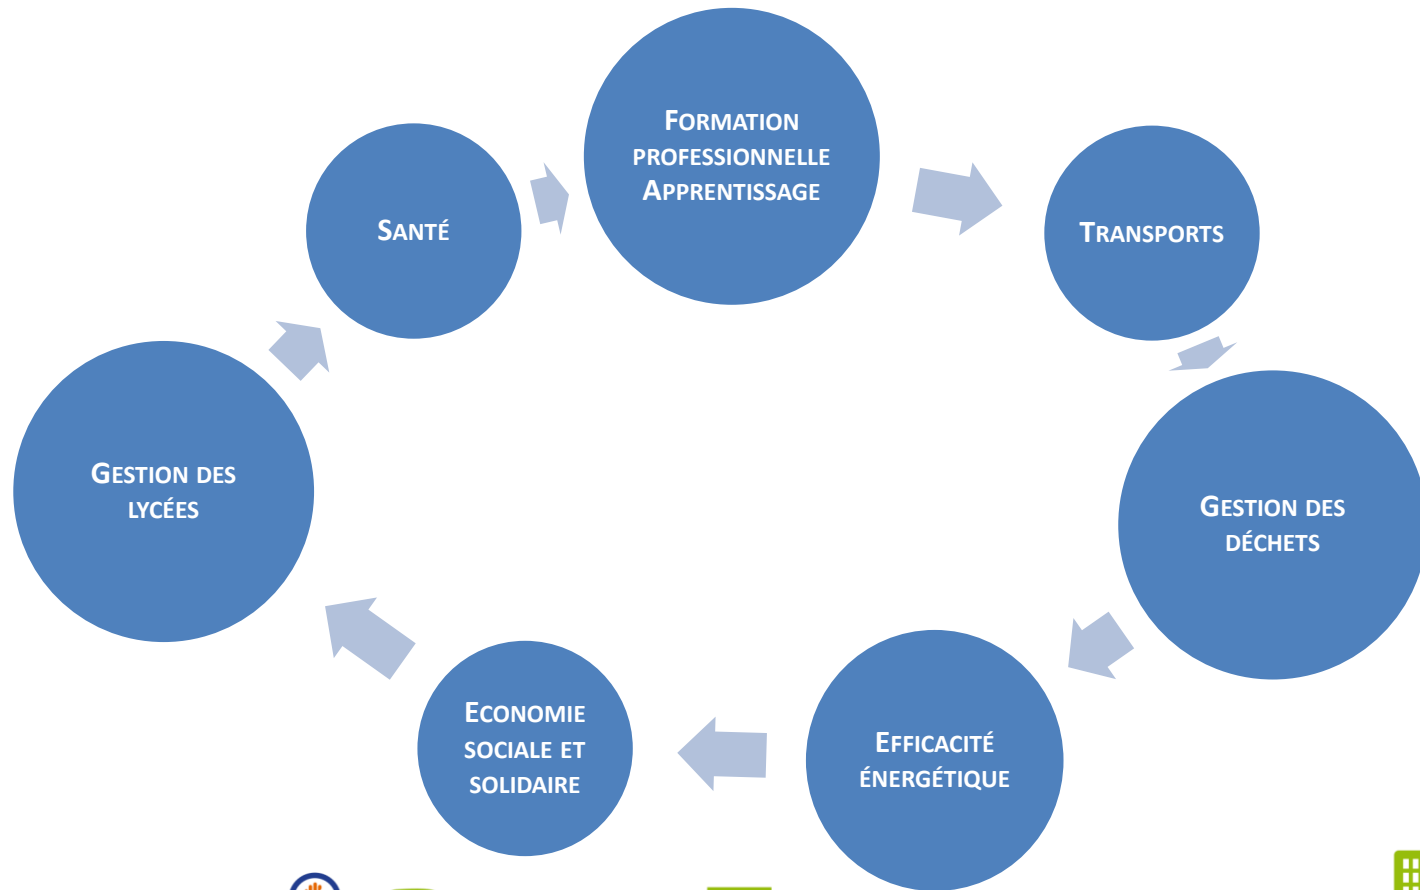 FORMATION
PROFESSIONNELLE
APPRENTISSAGE
SANTÉ
TRANSPORTS
GESTION DES
LYCÉES
GESTION DES
DÉCHETS
ECONOMIE
SOCIALE ET
SOLIDAIRE
EFFICACITÉ
ÉNERGÉTIQUE